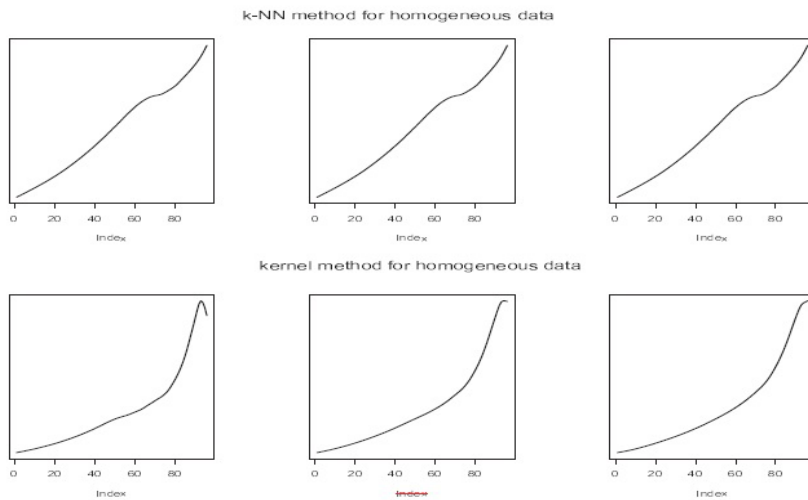 k-NN method for homogeneous data
0 20 40 60 80 0 20 40 60 80 0 20 40 60 80
Index Index Index
kernel method for homogeneous data
0 20 40 60 80 0 20 40 60 80 0 20 40 60 80
Index Index Index